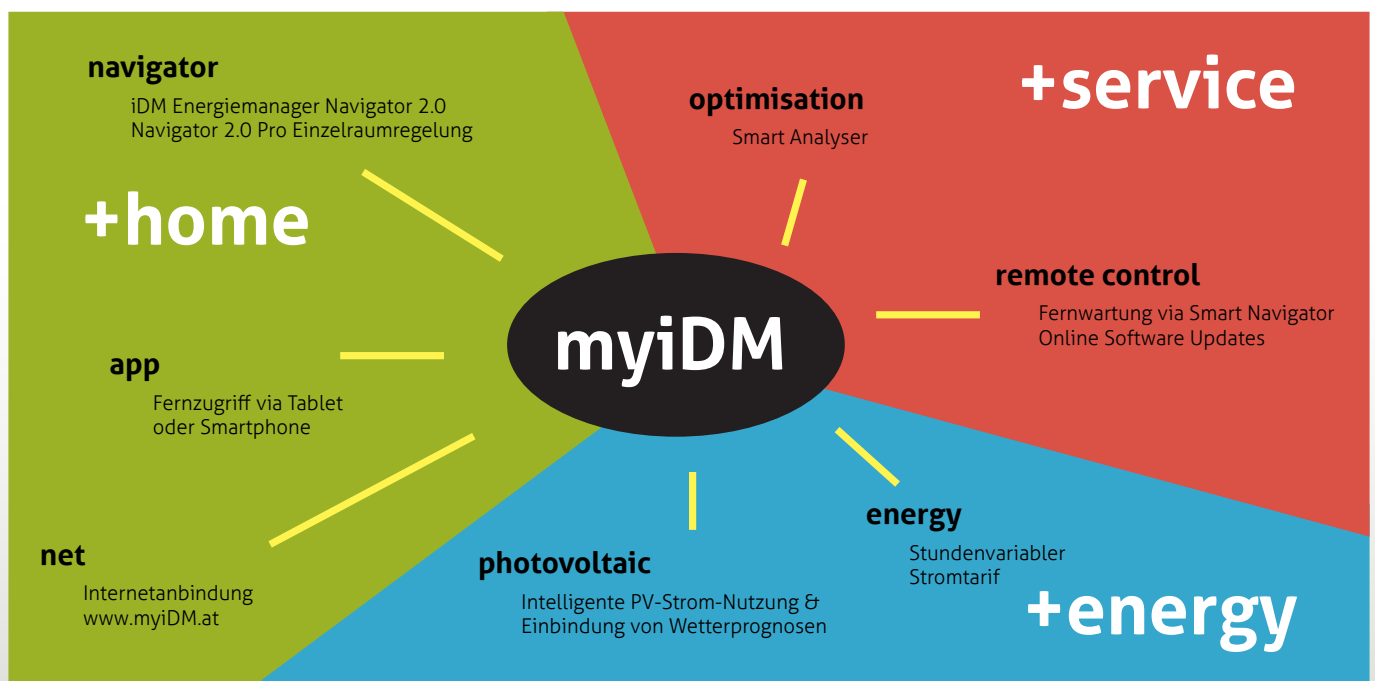 navigator
iDM Energiemanager Navigator 2.0
Navigator 2.0 Pro Einzelraumregelung
+home
app
Fernzugriff via Tablet
oder Smartphone
net
Internetanbindung
www.myiDM.at
myiDM
+service
optimisation
Smart Analyser
remote control
Fernwartung via Smart Navigator
Online Software Updates
photovoltaic
Intelligente PV-Strom-Nutzung &
Einbindung von Wetterprognosen
energy
Stundenvariabler
Stromtarif
+energy